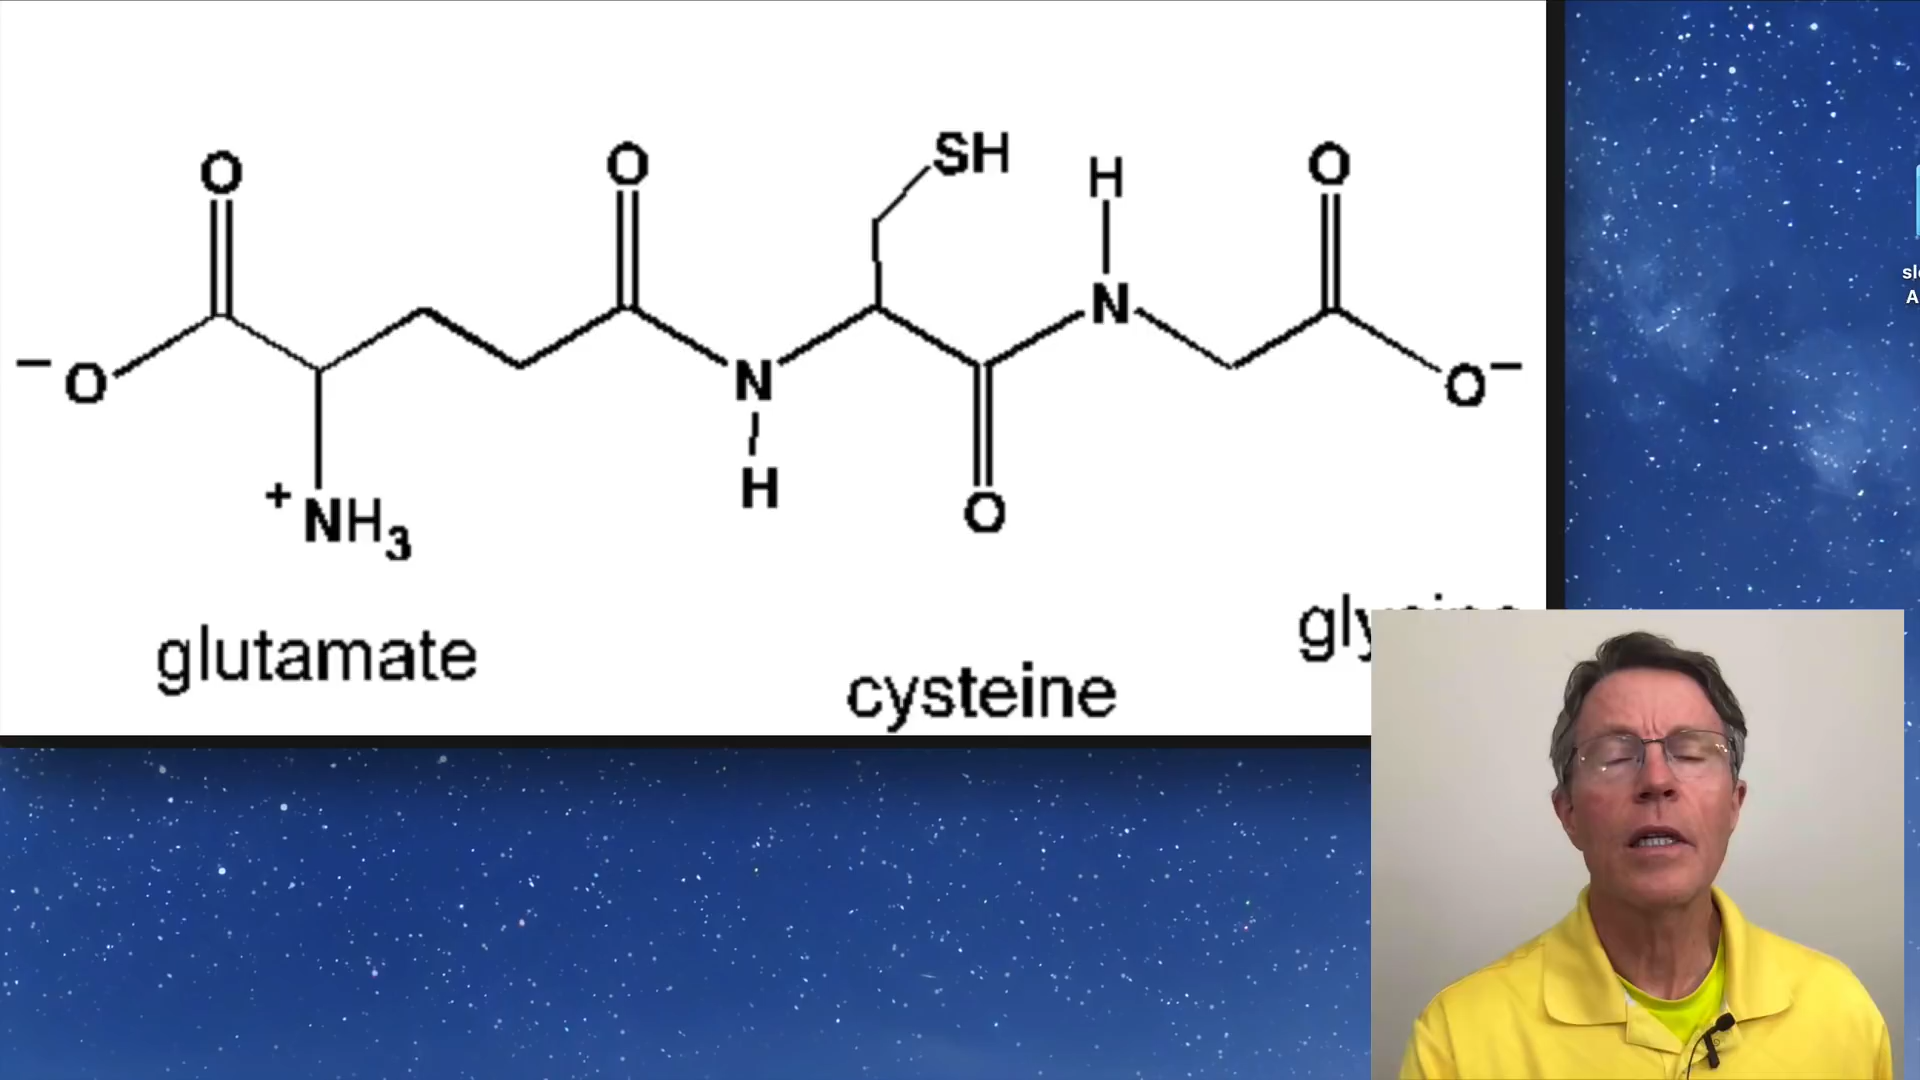 O
O
SH
H
O
N
⁻O
N
O⁻
H
O
⁺NH₃
glutamate
cysteine